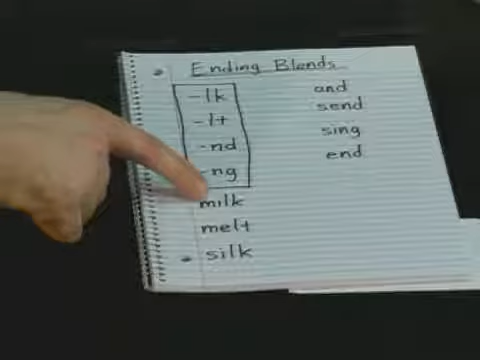 Ending Blends
-lk
-lt
-nd
-ng
milk
melt
silk
and
send
sing
end